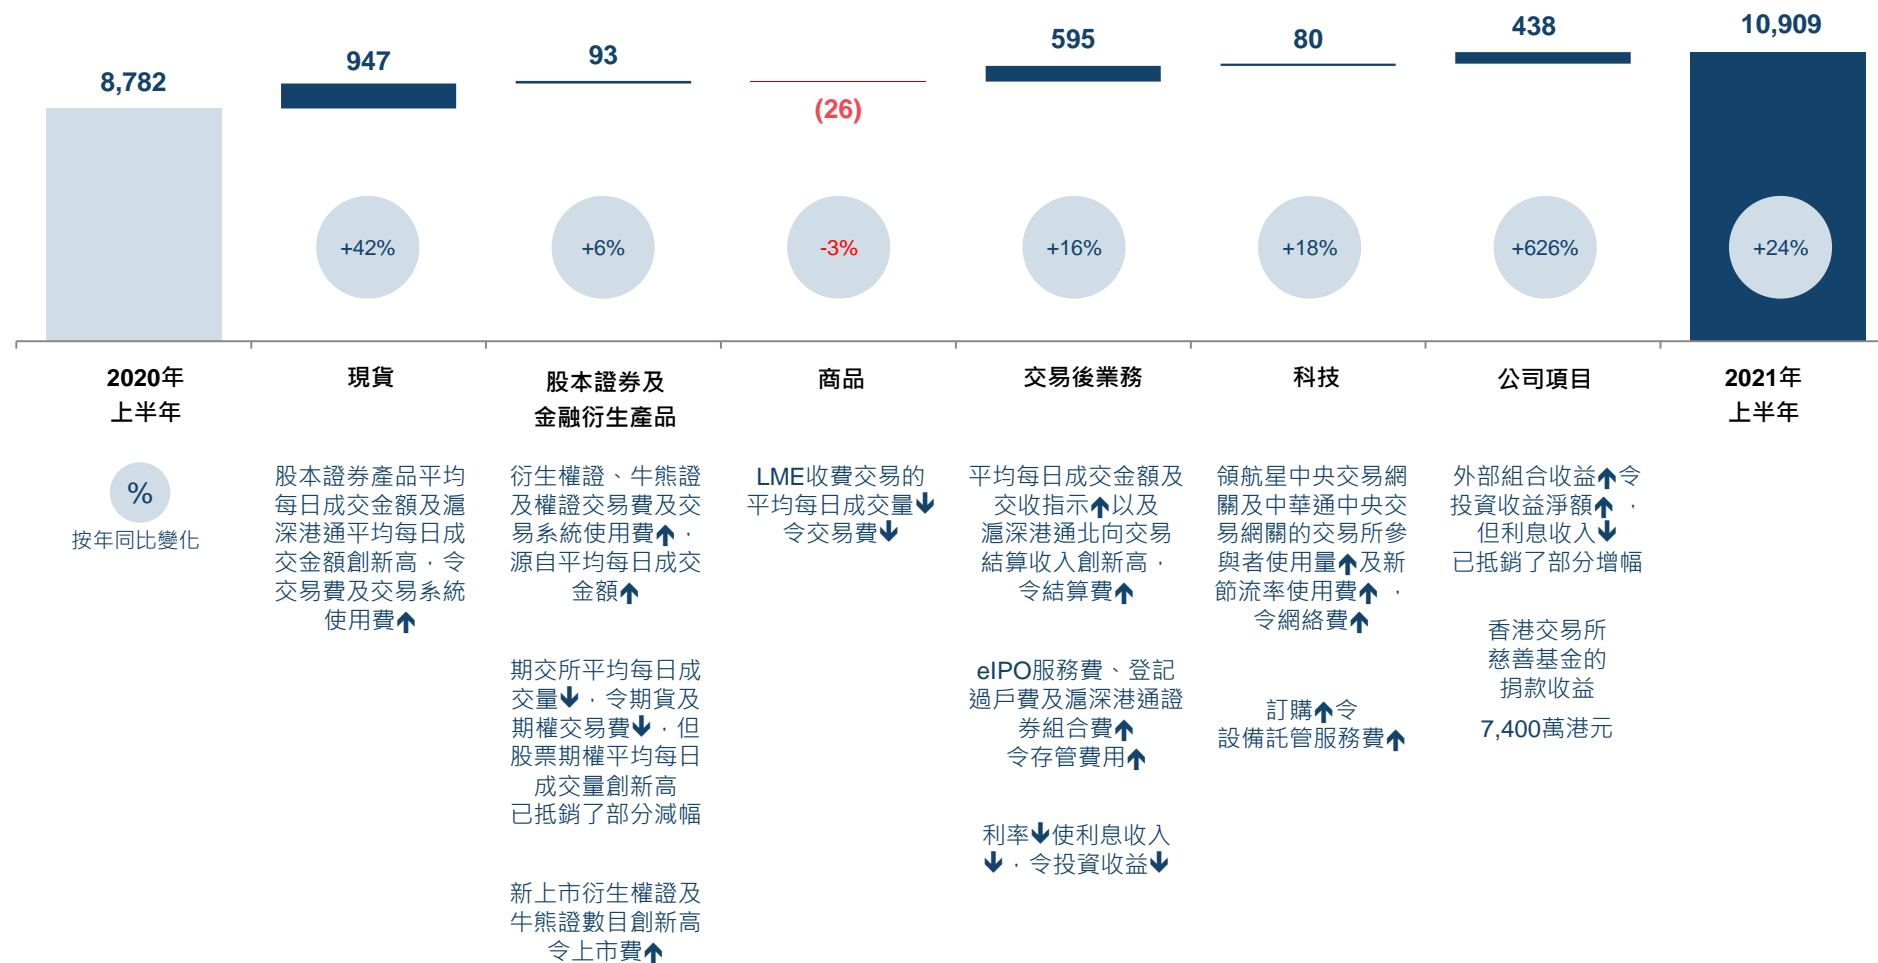 8,782
947
93
(26)
595
80
438
10,909
+42%
+6%
-3%
+16%
+18%
+626%
+24%
2020年
上半年
現貨
股本證券及
金融衍生產品
商品
交易後業務
科技
公司項目
2021年
上半年
%
按年同比變化
股本證券產品平均
每日成交金額及滬
深港通平均每日成
交金額創新高，令
交易費及交易系統
使用費↑
衍生權證、牛熊證
及權證交易費及交
易系統使用費↑，
源自平均每日成交
金額↑
期交所平均每日成
交量↓，令期貨及
期權交易費↓，但
股票期權平均每日
成交量創新高
已抵銷了部分減幅
新上市衍生權證及
牛熊證數目創新高
令上市費↑
LME收費交易的
平均每日成交量↓
令交易費↓
平均每日成交金額及
交收指示↑以及
滬深港通北向交易
結算收入創新高，
令結算費↑
eIPO服務費、登記
過戶費及滬深港通證
券組合費↑
令存管費用↑
利率↓使利息收入
↓，令投資收益↓
領航星中央交易網
關及中華通中央交
易網關的交易所參
與者使用量↑及新
節流率使用費↑，
令網絡費↑
訂購↑令
設備託管服務費↑
外部組合收益↑令
投資收益淨額↑，
但利息收入↓
已抵銷了部分增幅
香港交易所
慈善基金的
捐款收益
7,400萬港元